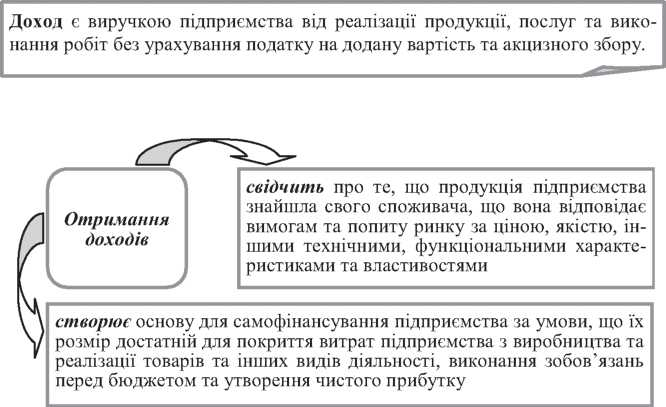 Доход є виручкою підприємства від реалізації продукції, послуг та вико-
нання робіт без урахування податку на додану вартість та акцизного збору.
Отримання
доходів
свідчить про те, що продукція підприємства
знайшла свого споживача, що вона відповідає
вимогам та попиту ринку за ціною, якістю, ін-
шими технічними, функціональними характе-
ристиками та властивостями
створює основу для самофінансування підприємства за умови, що їх
розмір достатній для покриття витрат підприємства з виробництва та
реалізації товарів та інших видів діяльності, виконання зобов’язань
перед бюджетом та утворення чистого прибутку